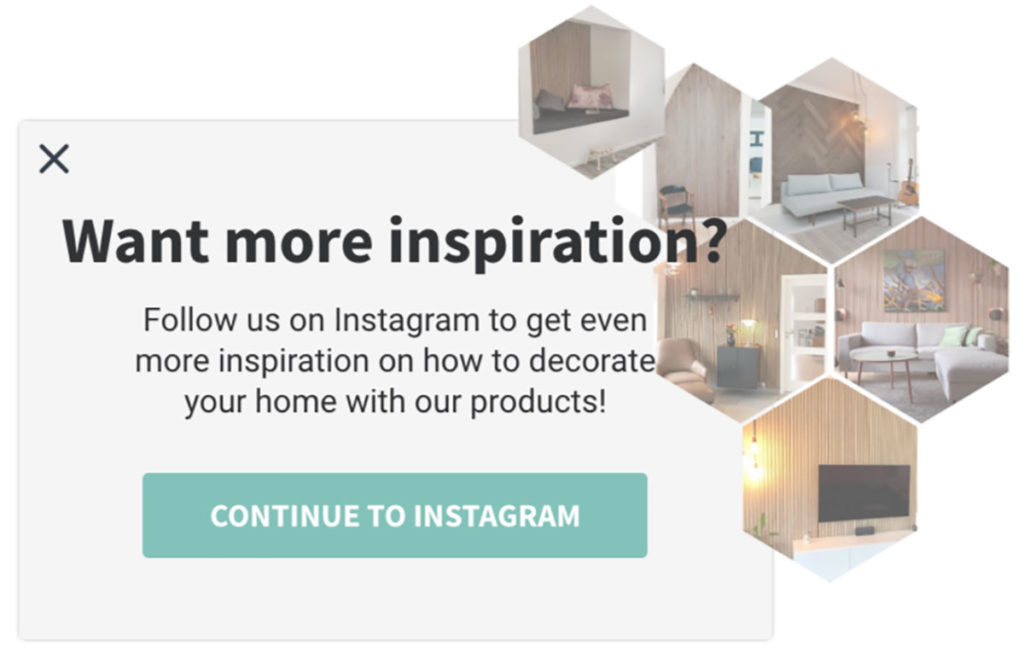 Want more inspiration?
Follow us on Instagram to get even
more inspiration on how to decorate
your home with our products!
CONTINUE TO INSTAGRAM